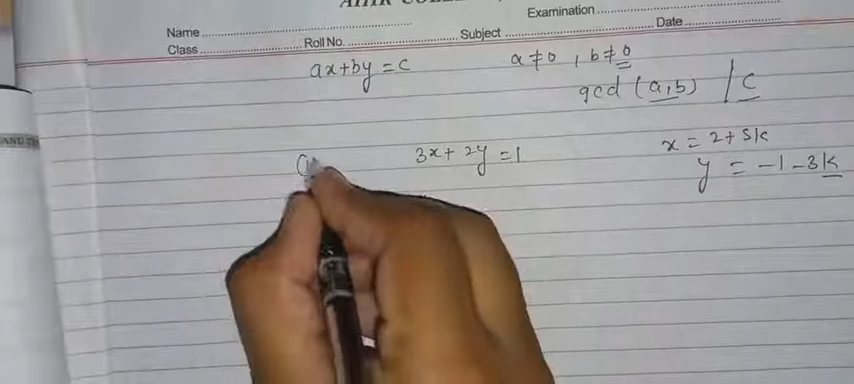 Examination
Name
Class Roll No. Subject Date
ax+by=c a≠0, b≠0
gcd (a,b) / c
3x+2y=1 x = 2+5k
y = -1-3k